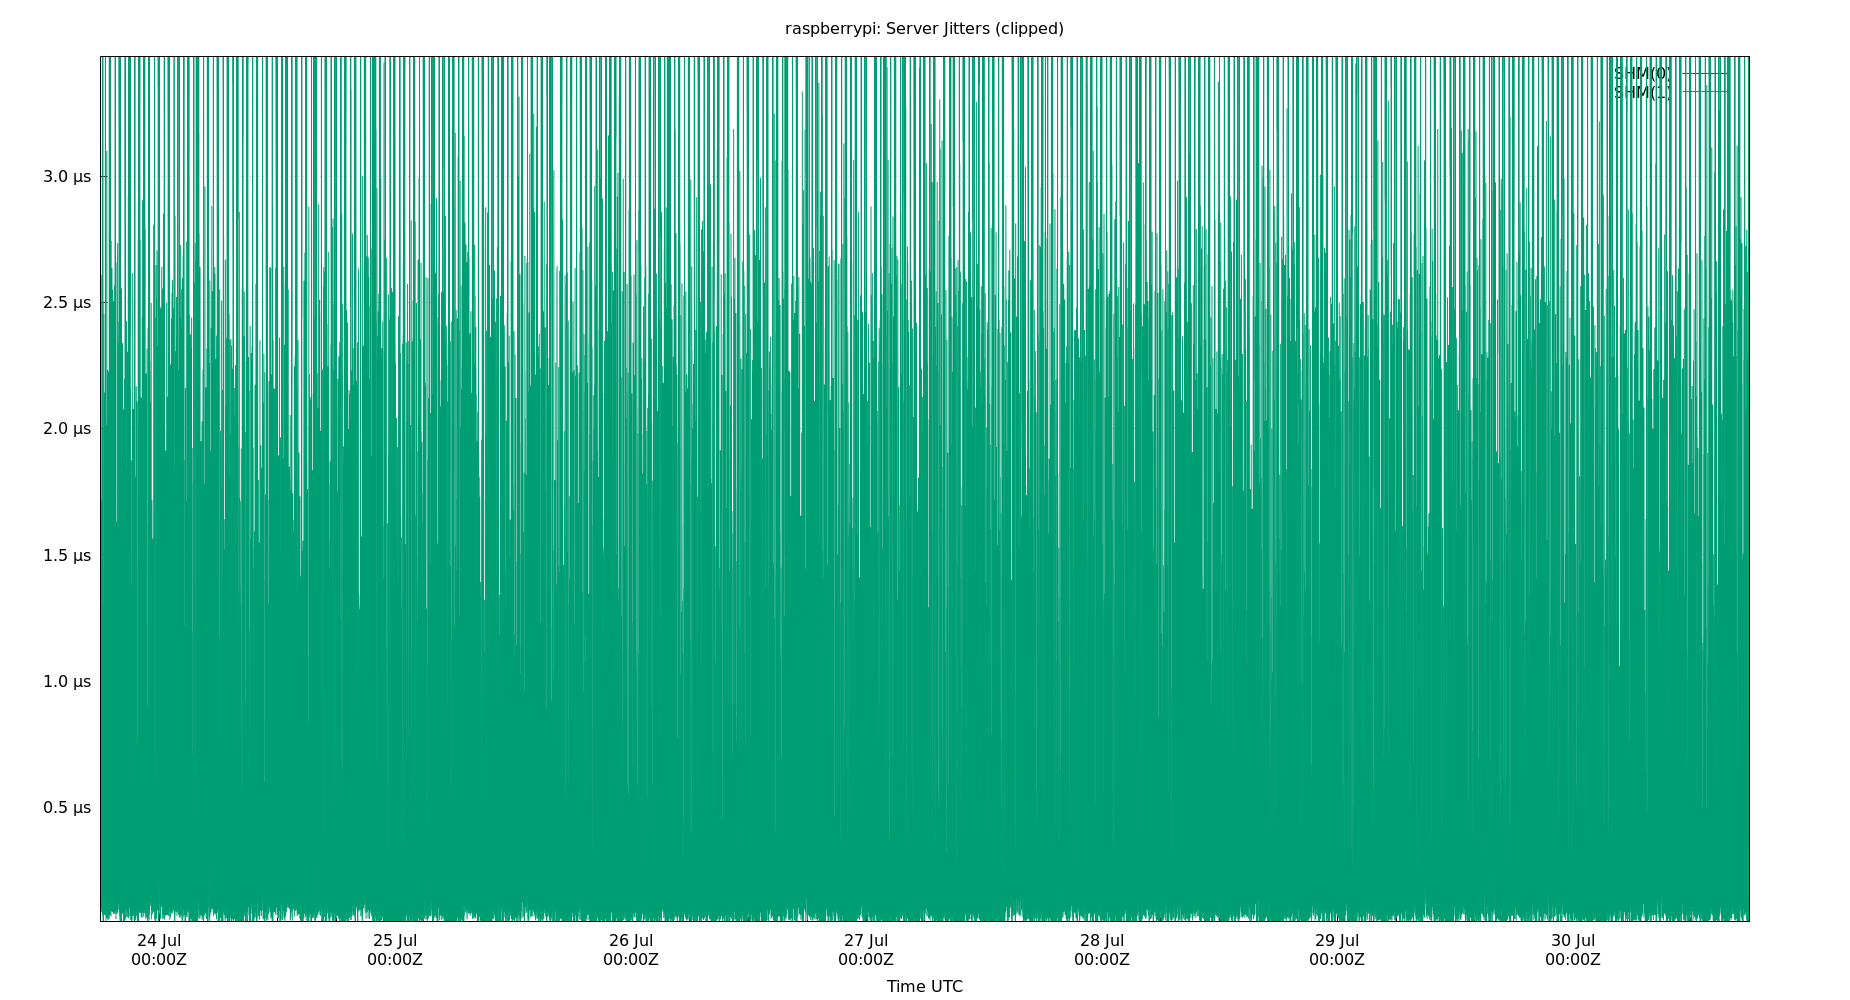 raspberrypi: Server Jitters (clipped)
SHM(0)
SHM(1)
3.0 µs
2.5 µs
2.0 µs
1.5 µs
1.0 µs
0.5 µs
24 Jul 25 Jul 26 Jul 27 Jul 28 Jul 29 Jul 30 Jul
00:00Z 00:00Z 00:00Z 00:00Z 00:00Z 00:00Z 00:00Z
Time UTC